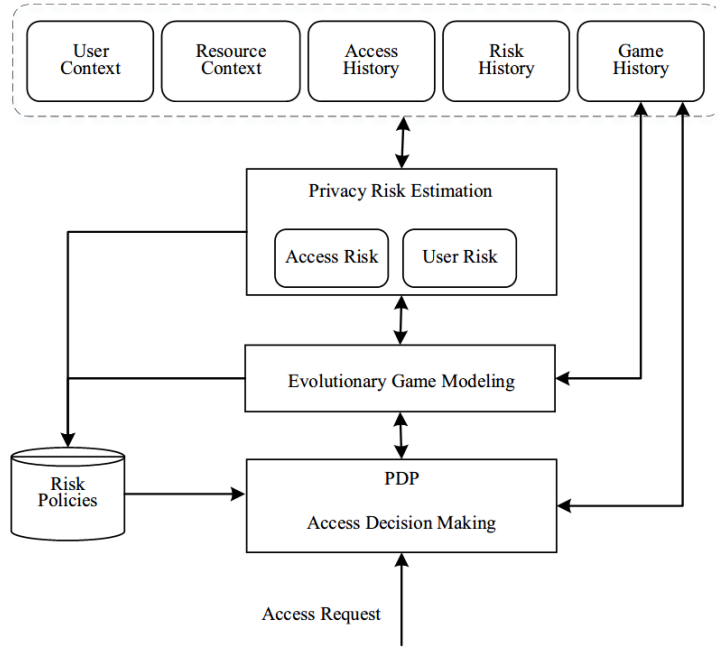 User
Context
Resource
Context
Access
History
Risk
History
Game
History
Privacy Risk Estimation
Access Risk
User Risk
Evolutionary Game Modeling
Risk
Policies
PDP
Access Decision Making
Access Request